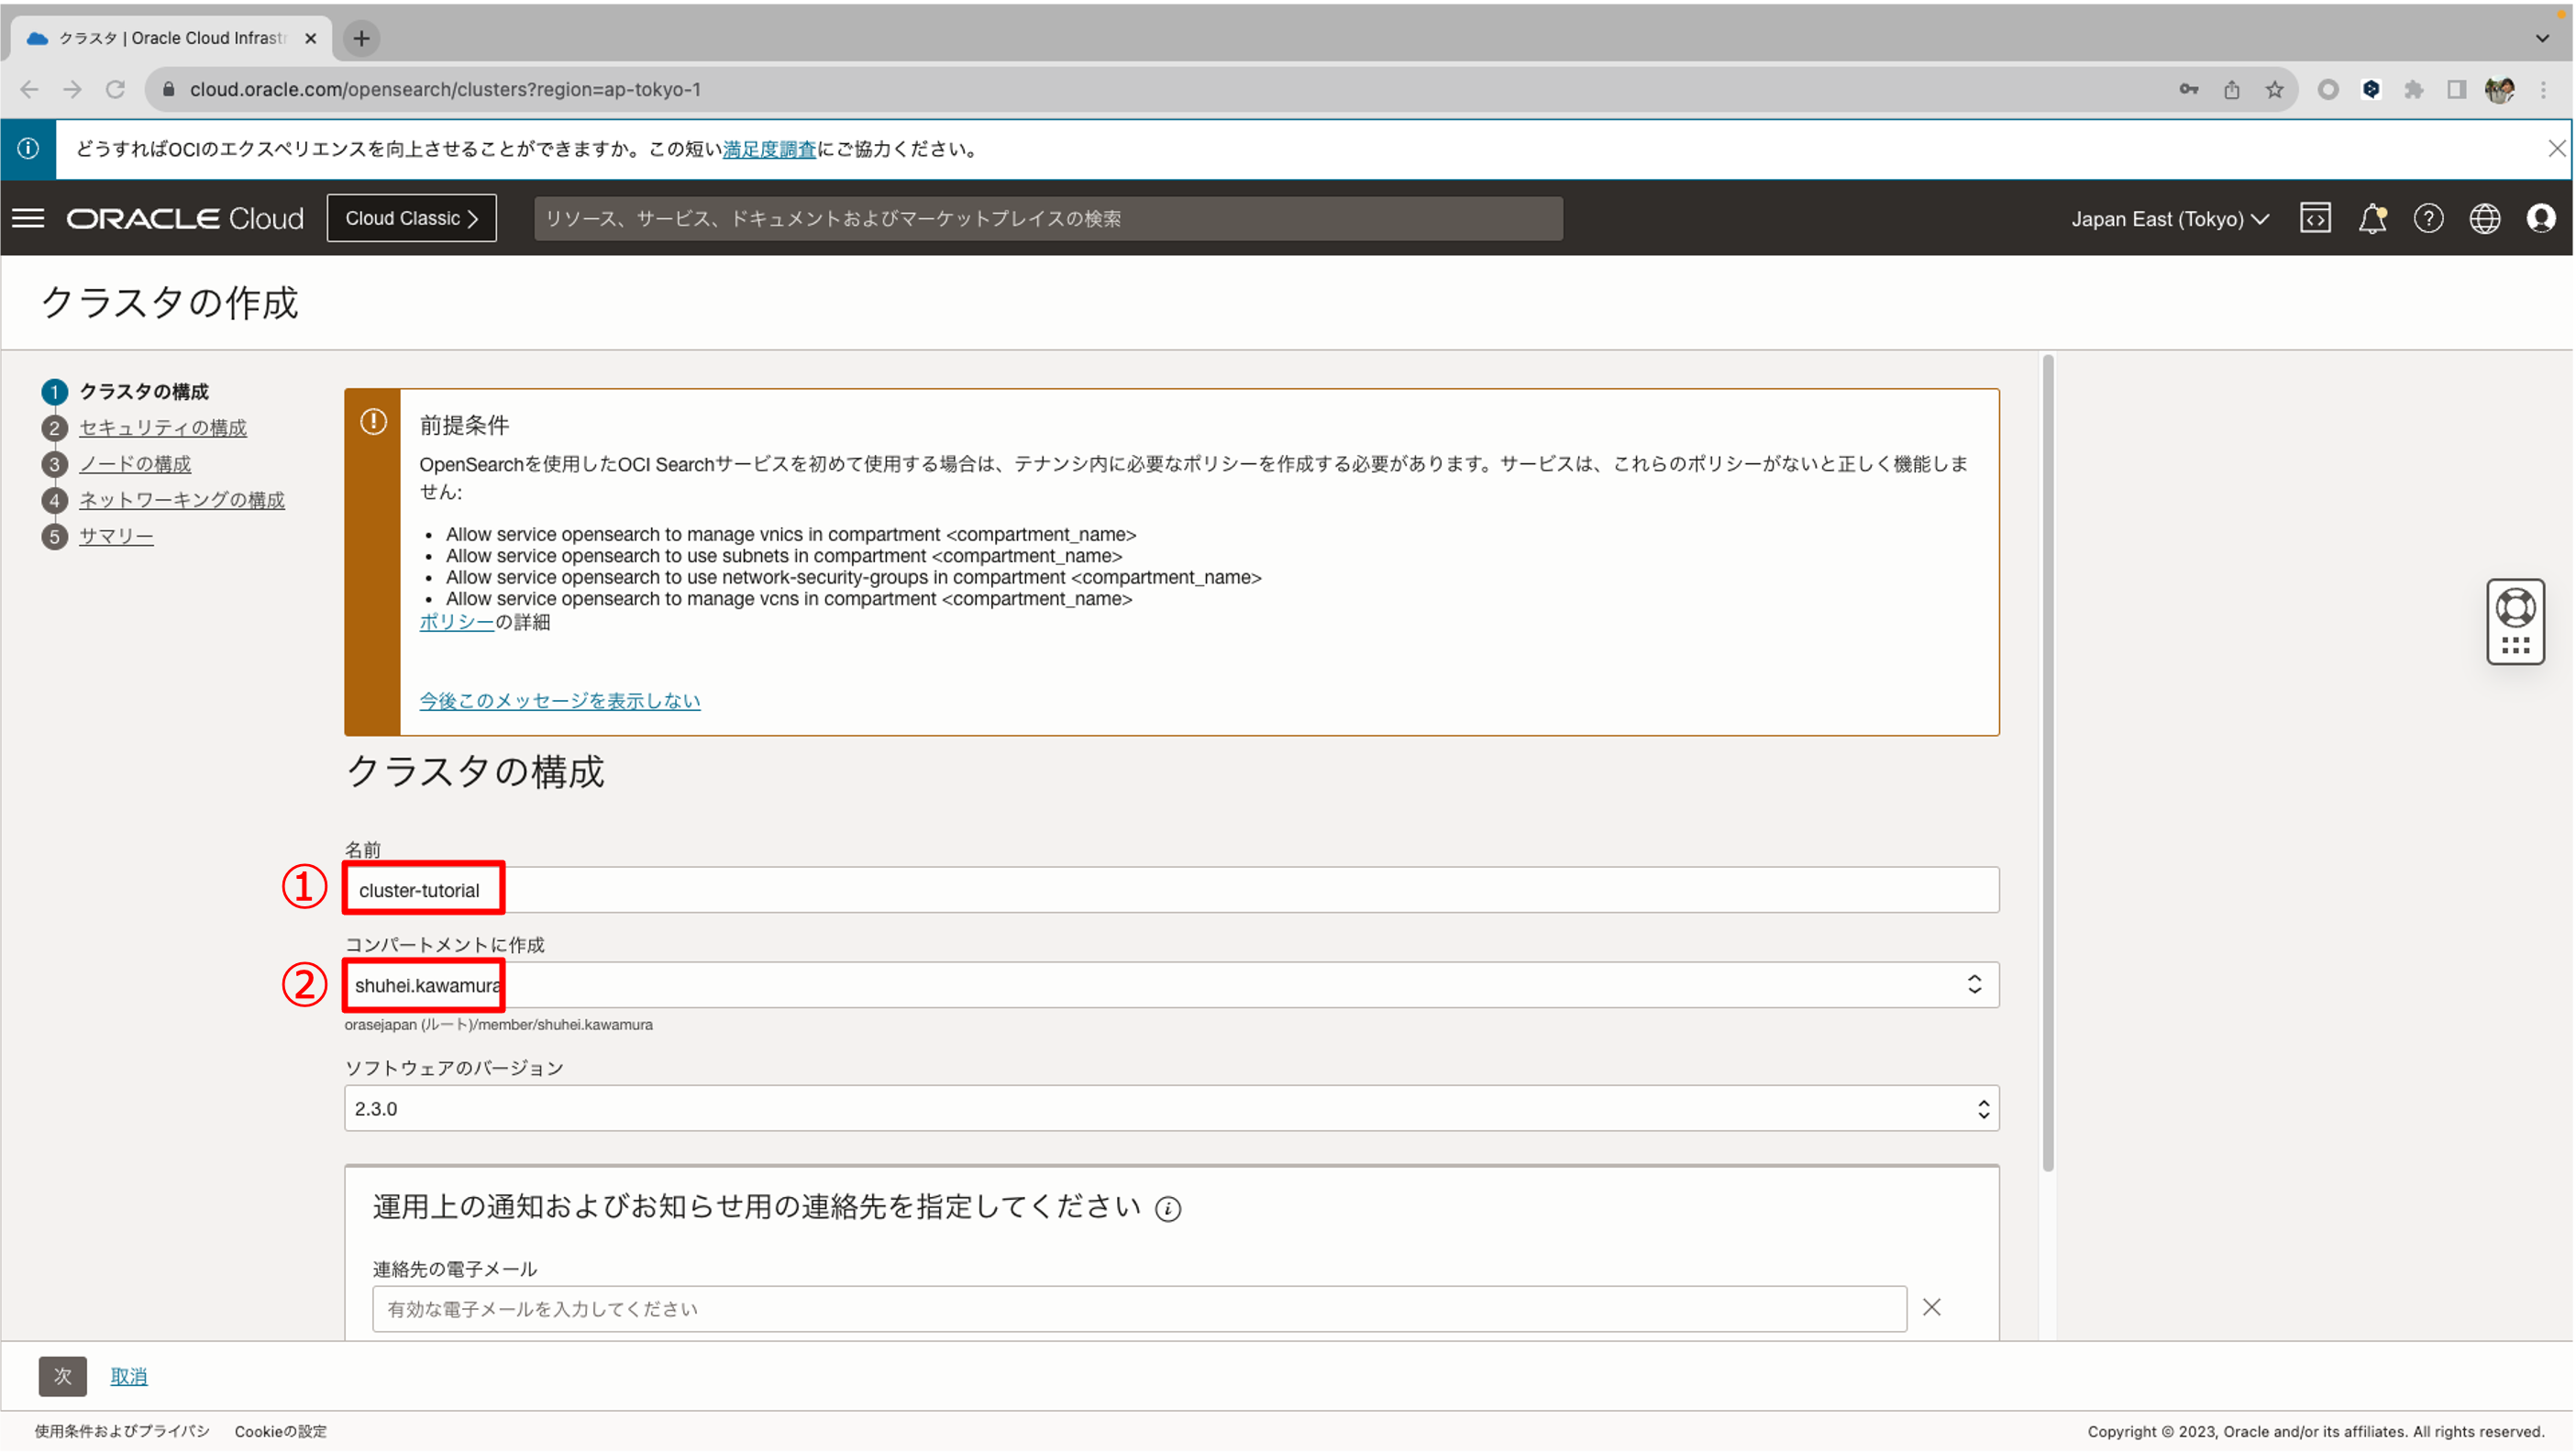 クラスタ | Oracle Cloud Infrast
cloud.oracle.com/opensearch/clusters?region=ap-tokyo-1
どうすればOCIのエクスペリエンスを向上させることができますか。この短い満足度調査にご協力ください。
ORACLE Cloud
Cloud Classic
リソース、サービス、ドキュメントおよびマーケットプレイスの検索
Japan East (Tokyo)
クラスタの作成
1 クラスタの構成
2 セキュリティの構成
3 ノードの構成
4 ネットワーキングの構成
5 サマリー
前提条件
OpenSearchを使用したOCI Searchサービスを初めて使用する場合は、テナンシ内に必要なポリシーを作成する必要があります。サービスは、これらのポリシーがないと正しく機能しま
せん:
• Allow service opensearch to manage vnics in compartment <compartment_name>
• Allow service opensearch to use subnets in compartment <compartment_name>
• Allow service opensearch to use network-security-groups in compartment <compartment_name>
• Allow service opensearch to manage vcns in compartment <compartment_name>
ポリシーの詳細
今後このメッセージを表示しない
クラスタの構成
名前
① cluster-tutorial
コンパートメントに作成
② shuhei.kawamura
orasejapan (ルート)/member/shuhei.kawamura
ソフトウェアのバージョン
2.3.0
運用上の通知およびお知らせ用の連絡先を指定してください
連絡先の電子メール
有効な電子メールを入力してください
次 取消
使用条件およびプライバシ Cookieの設定
Copyright © 2023, Oracle and/or its affiliates. All rights reserved.